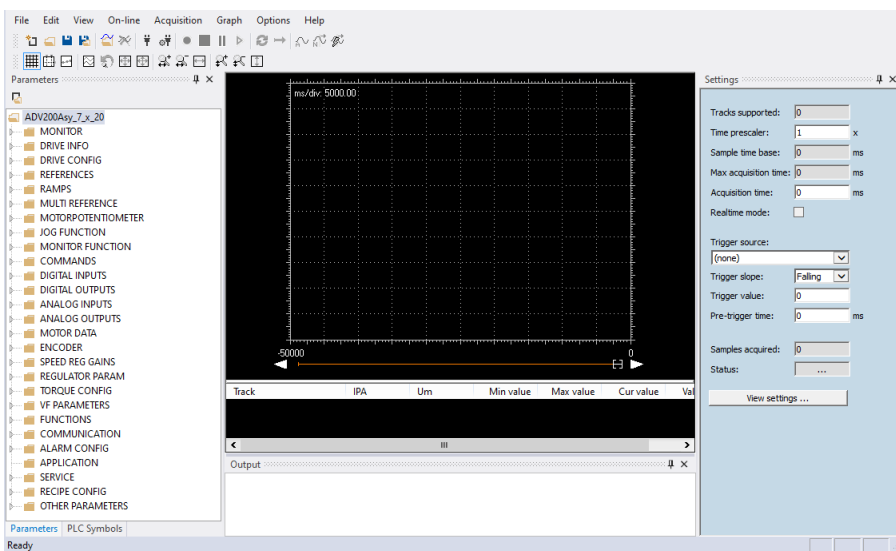 File Edit View On-line Acquisition Graph Options Help
Parameters
ADV200Asy_7_x_20
MONITOR
DRIVE INFO
DRIVE CONFIG
REFERENCES
RAMPS
MULTI REFERENCE
MOTORPOTENTIOMETER
JOG FUNCTION
MONITOR FUNCTION
COMMANDS
DIGITAL INPUTS
DIGITAL OUTPUTS
ANALOG INPUTS
ANALOG OUTPUTS
MOTOR DATA
ENCODER
SPEED REG GAINS
REGULATOR PARAM
TORQUE CONFIG
VF PARAMETERS
FUNCTIONS
COMMUNICATION
ALARM CONFIG
APPLICATION
SERVICE
RECIPE CONFIG
OTHER PARAMETERS
Parameters PLC Symbols
Ready
ms/div: 5000.00
-50000 0
Track IPA Um Min value Max value Cur value Val
Output
Settings
Tracks supported: 0
Time prescaler: 1 x
Sample time base: 0 ms
Max acquisition time: 0 ms
Acquisition time: 0 ms
Realtime mode:
Trigger source:
(none)
Trigger slope: Falling
Trigger value: 0
Pre-trigger time: 0 ms
Samples acquired: 0
Status: ...
View settings ...